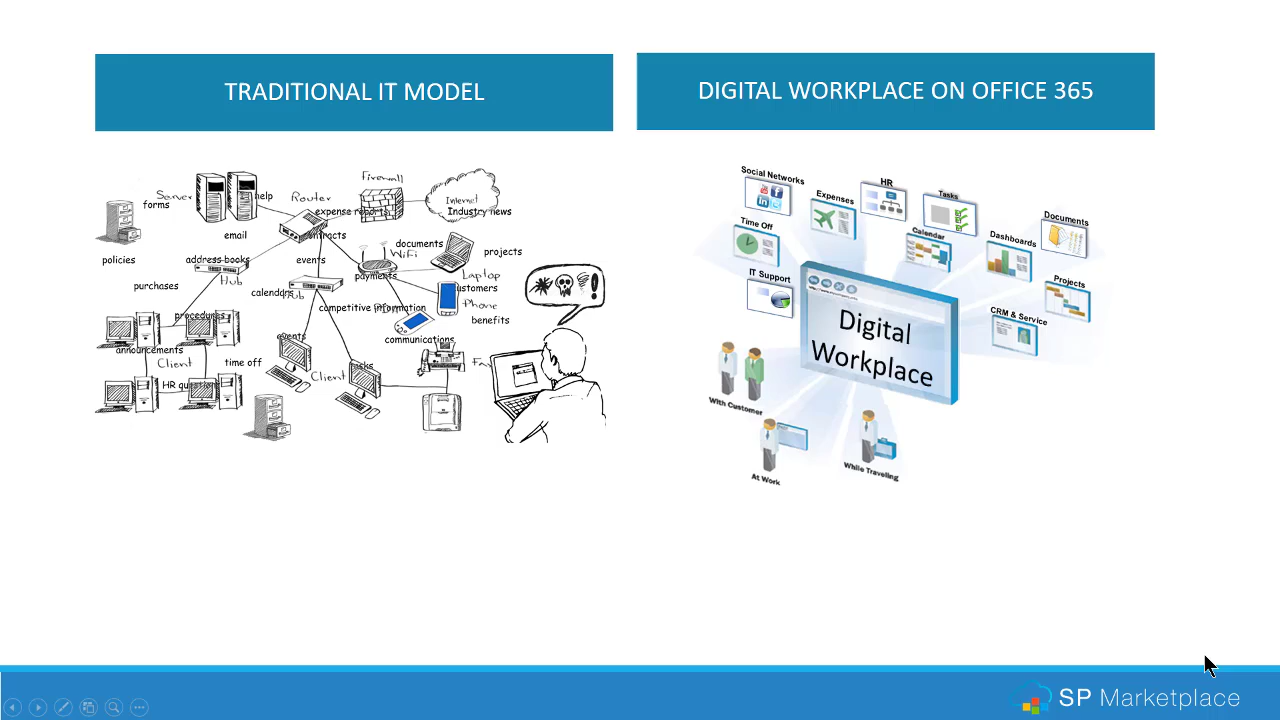 TRADITIONAL IT MODEL
DIGITAL WORKPLACE ON OFFICE 365
Server
forms
help
Router
Firewall
expense reports
Internet
Industry news
email
contracts
documents
WiFi
projects
policies
address books
Hub
events
payments
Laptop
customers
purchases
calendars
Hub
competitive information
Phone
benefits
procedures
events
communications
announcements
Client
time off
tasks
Client
HR questions
Social Networks
HR
Expenses
Tasks
Documents
Time Off
Calendar
Dashboards
IT Support
Projects
CRM & Service
Digital
Workplace
With Customer
At Work
While Traveling
SP Marketplace